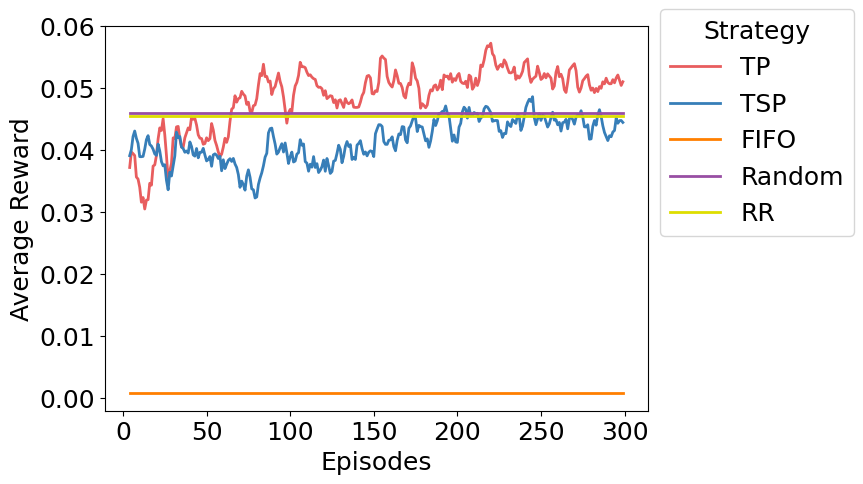 0.06
0.05
0.04
0.03
0.02
0.01
0.00
Average Reward
0 50 100 150 200 250 300
Episodes
Strategy
TP
TSP
FIFO
Random
RR